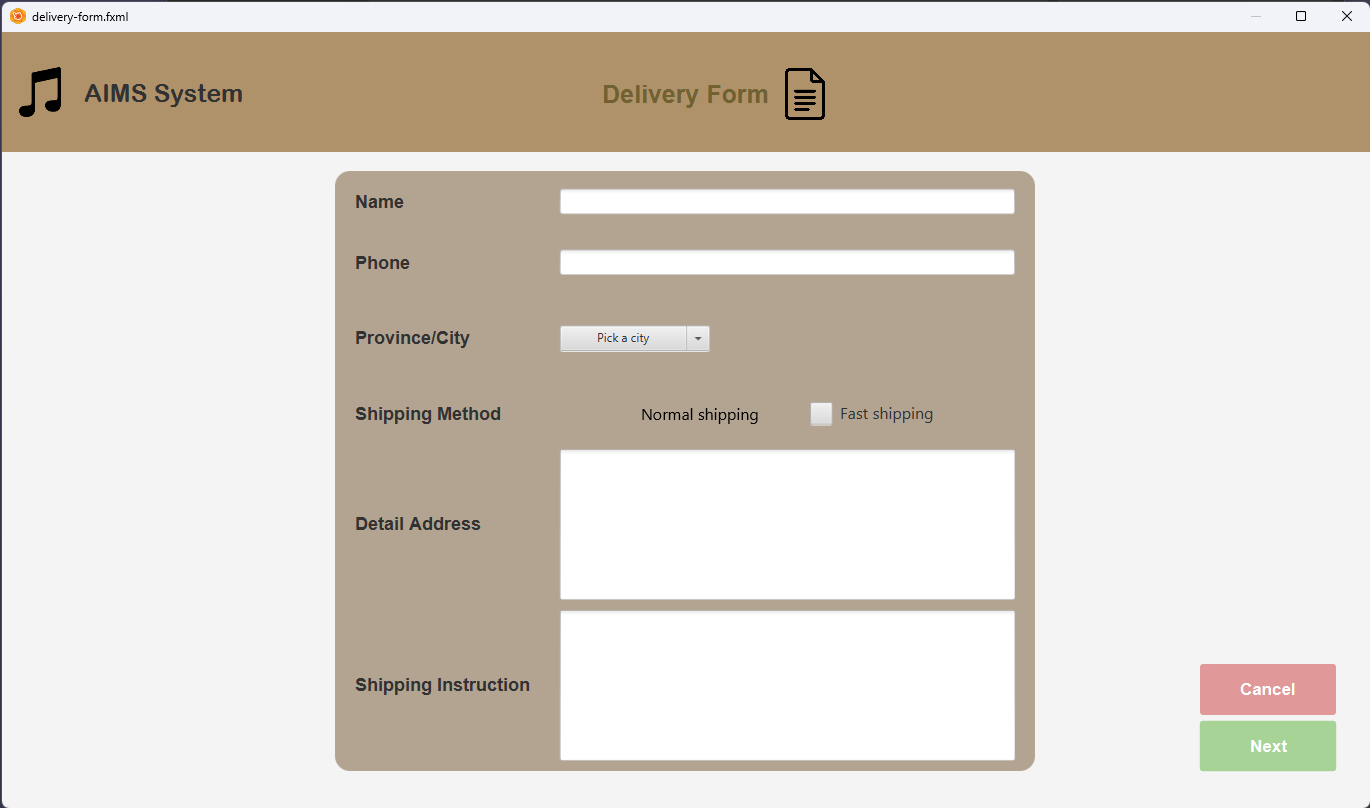 delivery-form.fxml
AIMS System
Delivery Form
Name
Phone
Province/City
Pick a city
Shipping Method
Normal shipping
Fast shipping
Detail Address
Shipping Instruction
Cancel
Next